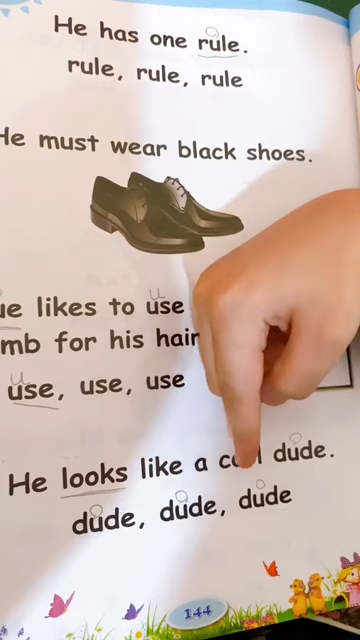 He has one rule.
rule, rule, rule
He must wear black shoes.
likes to use
for his hair
use, use, use
He looks like a dude.
dude, dude, dude
144